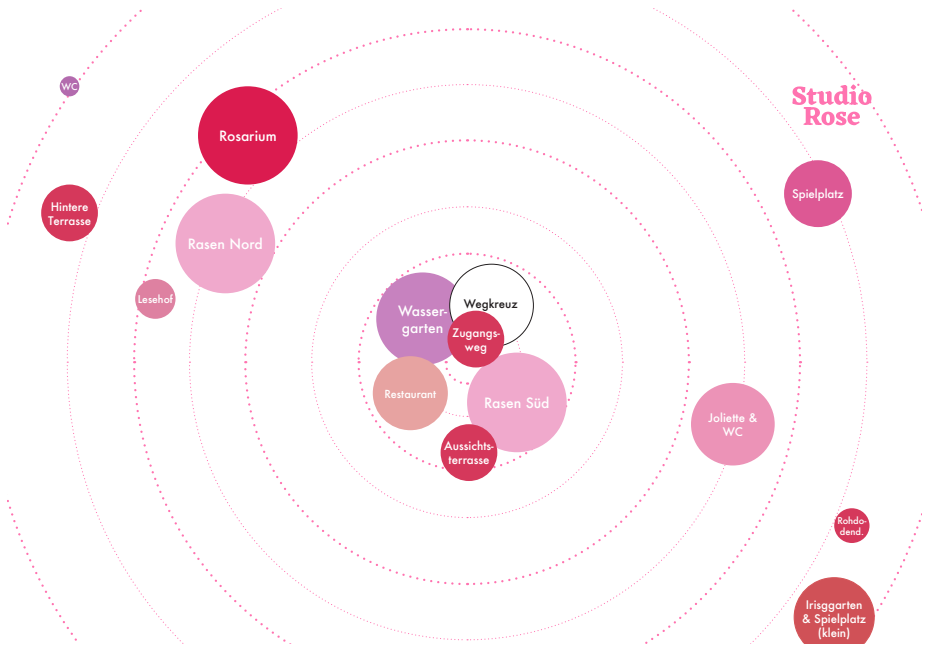 WC
Studio
Rose
Rosarium
Spielplatz
Hintere
Terrasse
Rasen Nord
Lesehof
Wegkreuz
Wasser-
garten
Zugangs-
weg
Restaurant
Rasen Süd
Joliette &
WC
Aussichts-
terrasse
Rohdo-
dend.
Irisggarten
& Spielplatz
(klein)